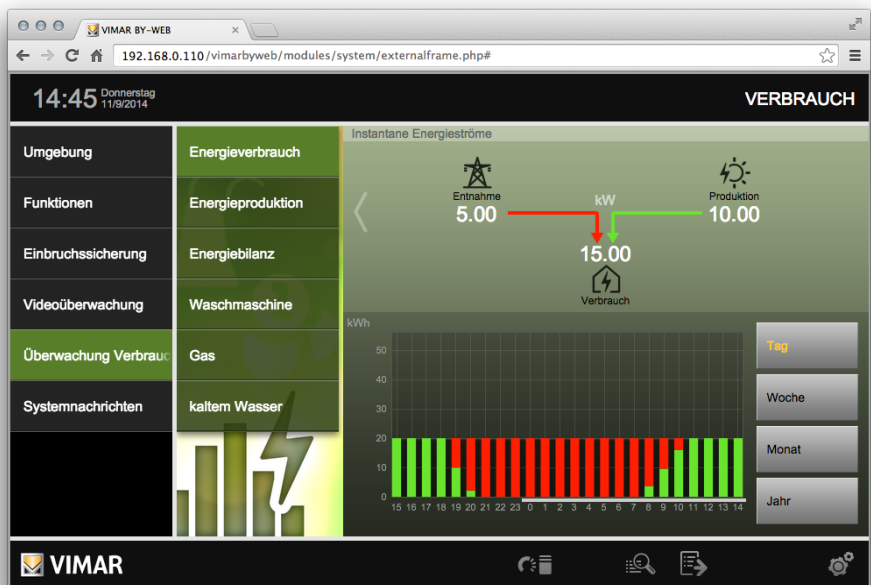 VIMAR BY-WEB
192.168.0.110/vimarbyweb/modules/system/externalframe.php#
14:45 Donnerstag
11/9/2014
VERBRAUCH
Umgebung
Funktionen
Einbruchssicherung
Videoüberwachung
Überwachung Verbrauc
Systemnachrichten
Energieverbrauch
Energieproduktion
Energiebilanz
Waschmaschine
Gas
kaltem Wasser
Instantane Energieströme
Entnahme
5.00
kW
Produktion
10.00
15.00
Verbrauch
kWh
50
40
30
20
10
0
15 16 17 18 19 20 21 22 23 0 1 2 3 4 5 6 7 8 9 10 11 12 13 14
Tag
Woche
Monat
Jahr
VIMAR